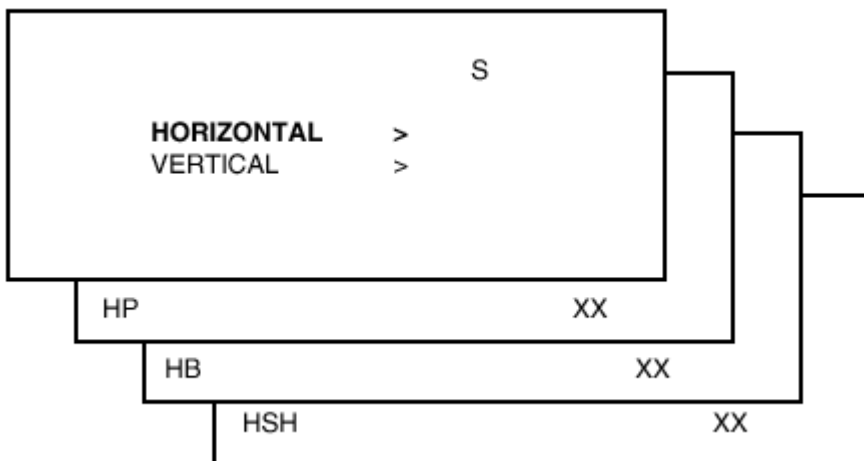 S
HORIZONTAL >
VERTICAL >
HP XX
HB XX
HSH XX